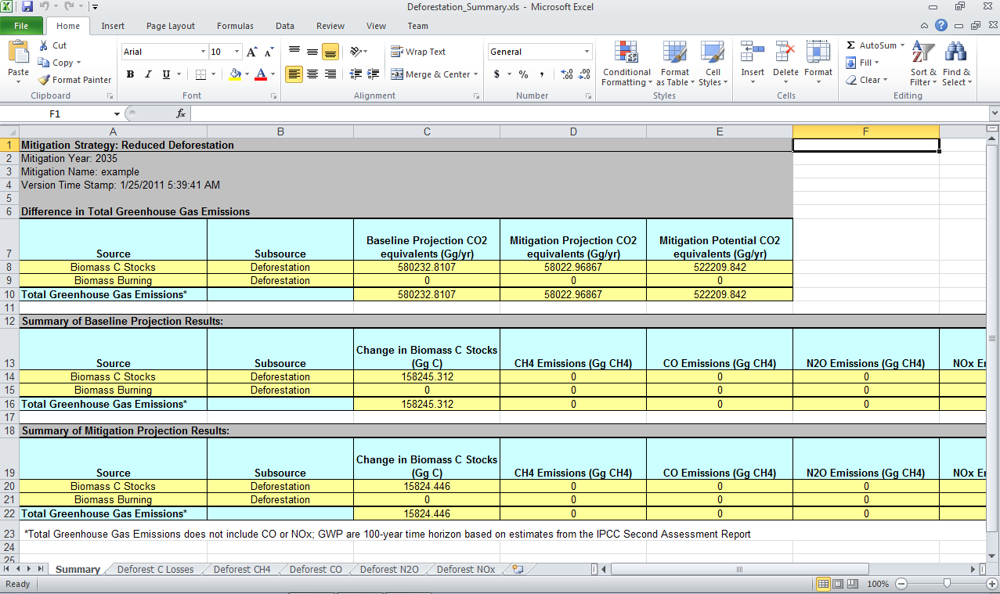 Deforestation_Summary.xls - Microsoft Excel
File Home Insert Page Layout Formulas Data Review View Team
Paste Cut Copy Format Painter
Clipboard
Arial 10
B I U
Font
Wrap Text
Merge & Center
Alignment
General
$ % ,
Number
Conditional Formatting Format as Table Cell Styles
Styles
Insert Delete Format
Cells
AutoSum Fill Clear Sort & Filter Find & Select
Editing
F1 fx
A B C D E F
1 Mitigation Strategy: Reduced Deforestation
2 Mitigation Year: 2035
3 Mitigation Name: example
4 Version Time Stamp: 1/25/2011 5:39:41 AM
5
6 Difference in Total Greenhouse Gas Emissions
7 Source Subsource Baseline Projection CO2 equivalents (Gg/yr) Mitigation Projection CO2 equivalents (Gg/yr) Mitigation Potential CO2 equivalents (Gg/yr)
8 Biomass C Stocks Deforestation 580232.8107 58022.96867 522209.842
9 Biomass Burning Deforestation 0 0 0
10 Total Greenhouse Gas Emissions* 580232.8107 58022.96867 522209.842
11
12 Summary of Baseline Projection Results:
13 Source Subsource Change in Biomass C Stocks (Gg C) CH4 Emissions (Gg CH4) CO Emissions (Gg CH4) N2O Emissions (Gg CH4) NOx E
14 Biomass C Stocks Deforestation 158245.312 0 0 0
15 Biomass Burning Deforestation 0 0 0 0
16 Total Greenhouse Gas Emissions* 158245.312 0 0 0
17
18 Summary of Mitigation Projection Results:
19 Source Subsource Change in Biomass C Stocks (Gg C) CH4 Emissions (Gg CH4) CO Emissions (Gg CH4) N2O Emissions (Gg CH4) NOx E
20 Biomass C Stocks Deforestation 15824.446 0 0 0
21 Biomass Burning Deforestation 0 0 0 0
22 Total Greenhouse Gas Emissions* 15824.446 0 0 0
23 *Total Greenhouse Gas Emissions does not include CO or NOx; GWP are 100-year time horizon based on estimates from the IPCC Second Assessment Report
24
25
Summary Deforest C Losses Deforest CH4 Deforest CO Deforest N2O Deforest NOx
Ready 100%